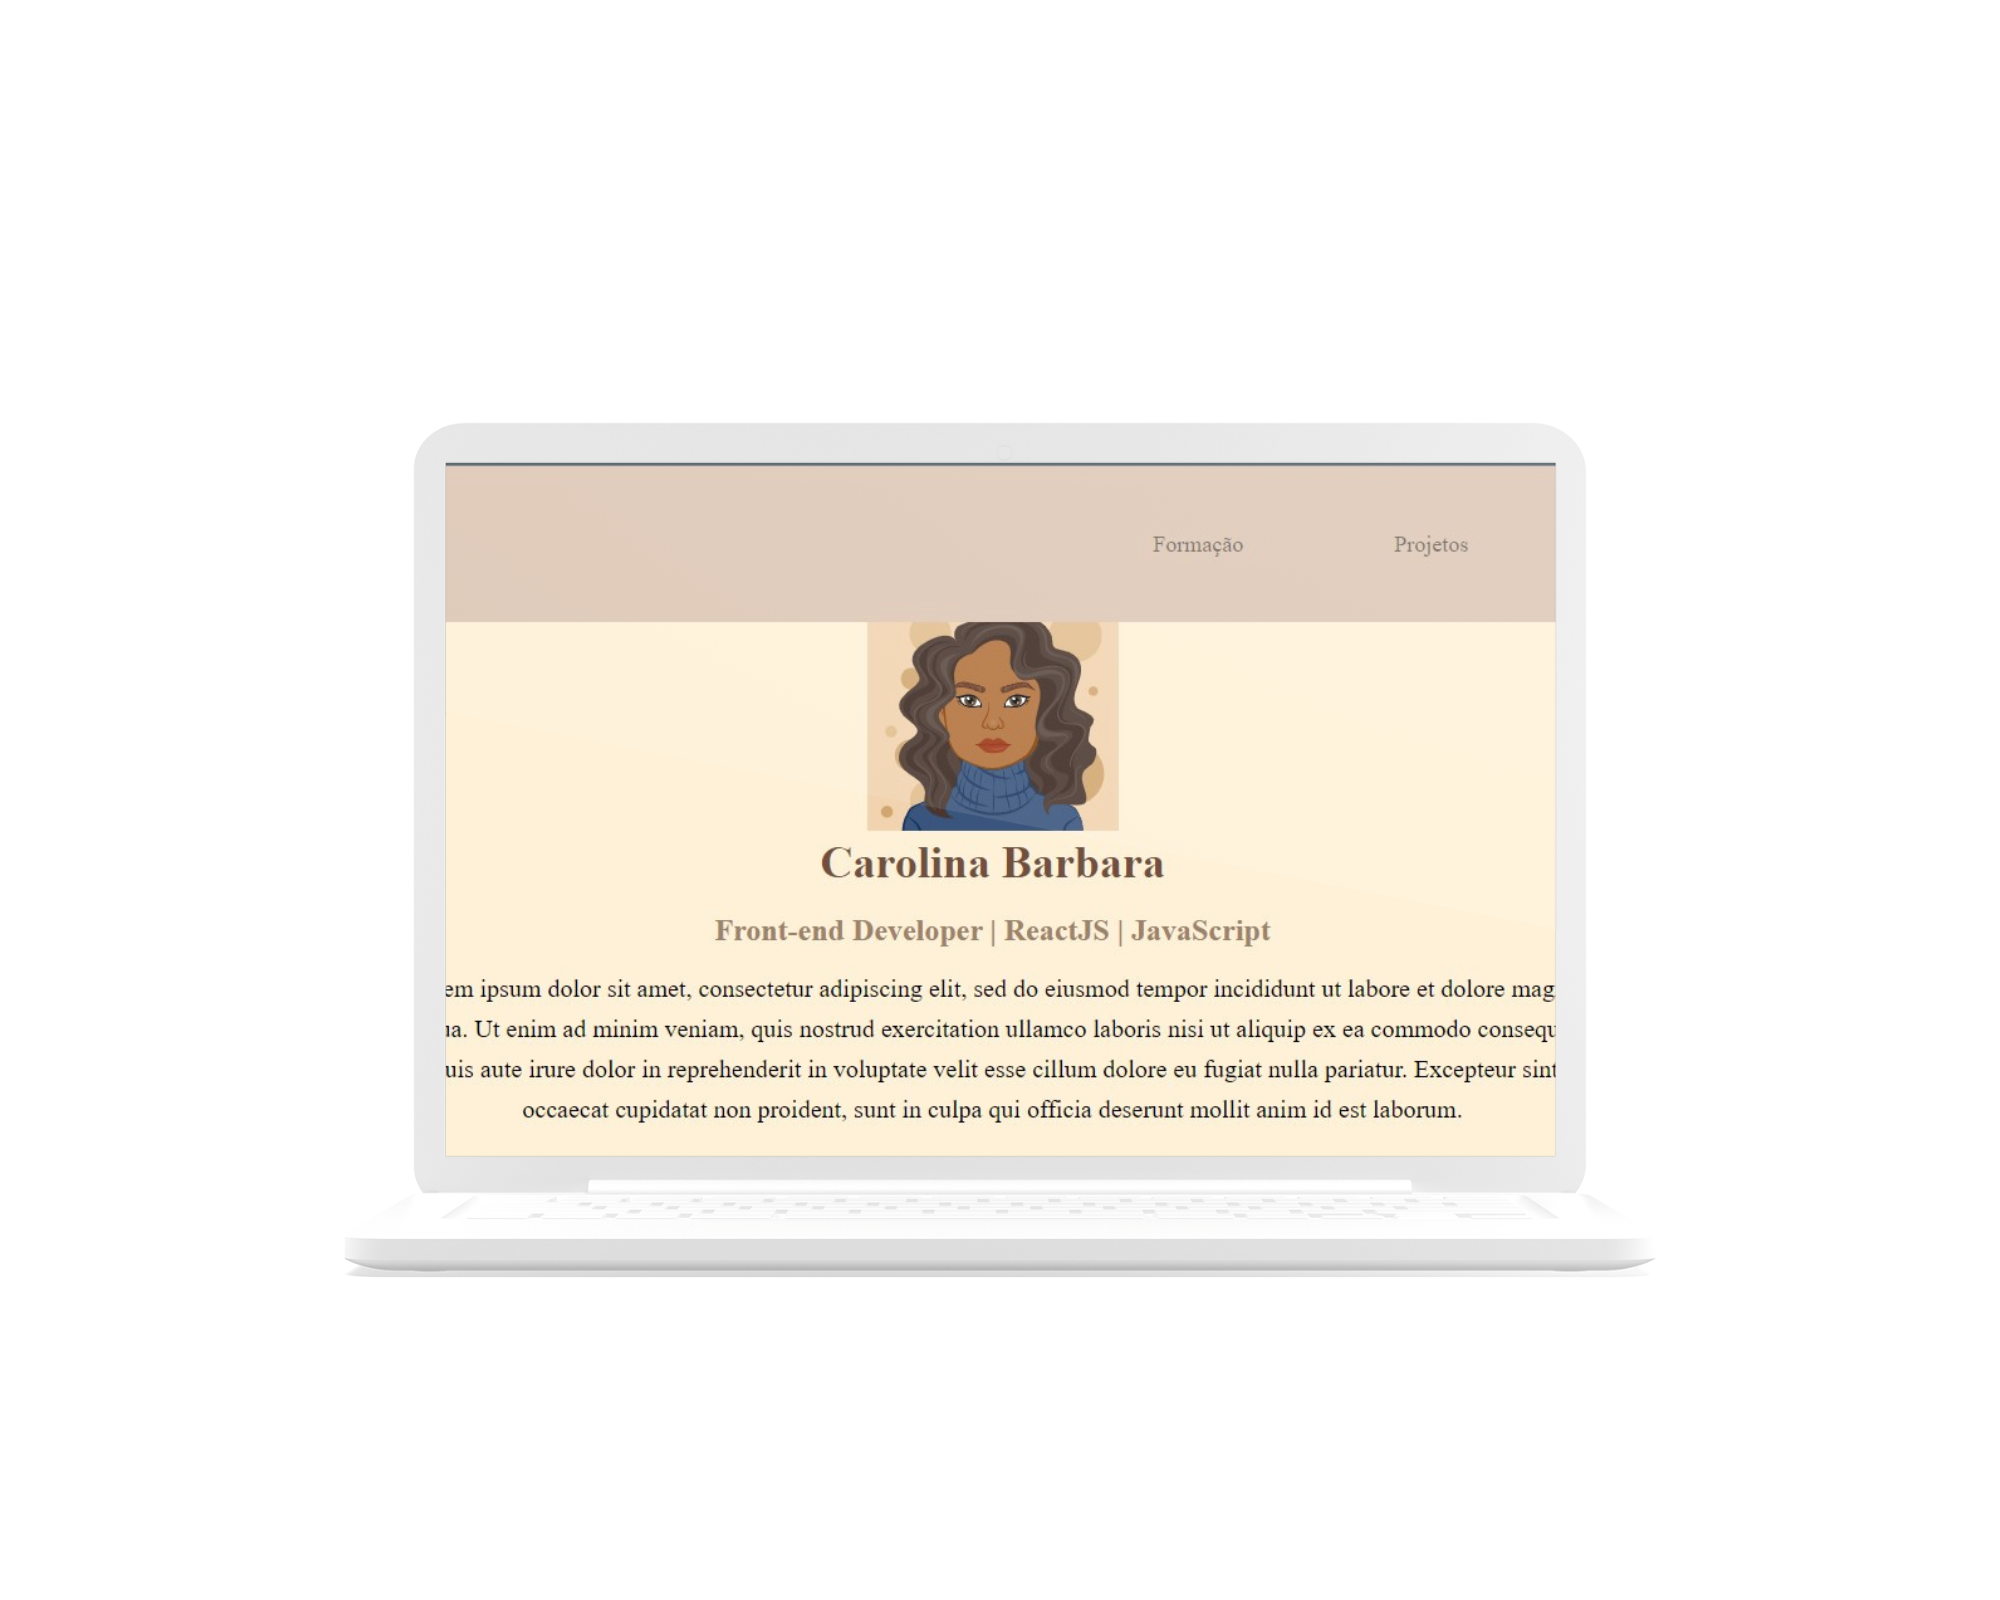 Formação Projetos
Carolina Barbara
Front-end Developer | ReactJS | JavaScript
em ipsum dolor sit amet, consectetur adipiscing elit, sed do eiusmod tempor incididunt ut labore et dolore mag
ua. Ut enim ad minim veniam, quis nostrud exercitation ullamco laboris nisi ut aliquip ex ea commodo consequ
uis aute irure dolor in reprehenderit in voluptate velit esse cillum dolore eu fugiat nulla pariatur. Excepteur sint
occaecat cupidatat non proident, sunt in culpa qui officia deserunt mollit anim id est laborum.